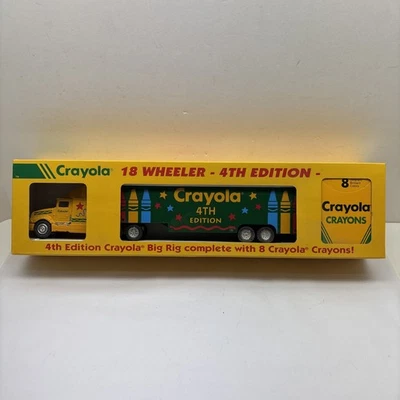 Crayola® 18 WHEELER - 4TH EDITION -
Crayola®
4TH
EDITION
8
Crayola®
CRAYONS
4th Edition Crayola® Big Rig complete with 8 Crayola® Crayons!